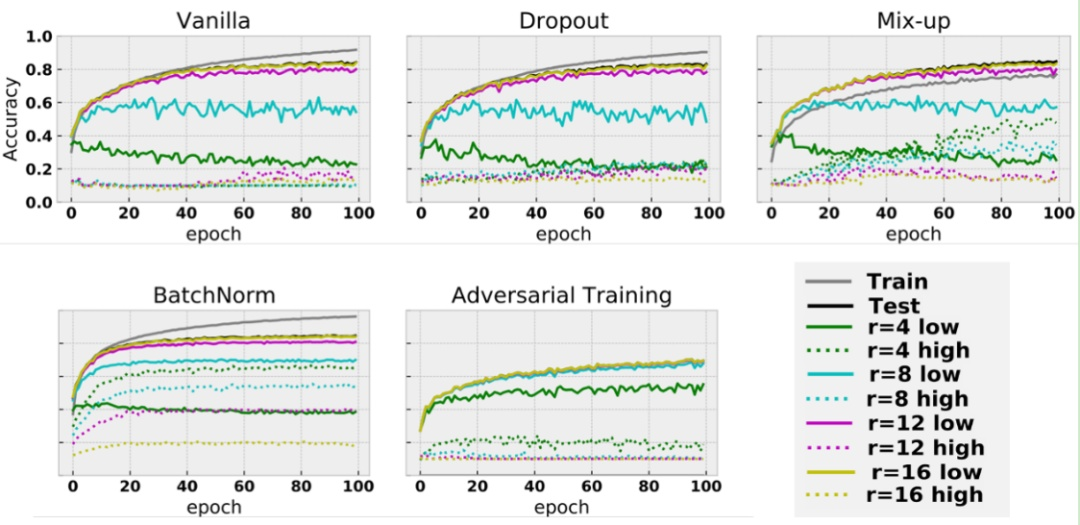 Vanilla
Dropout
Mix-up
1.0
0.8
0.6
0.4
0.2
0.0
Accuracy
0 20 40 60 80 100
0 20 40 60 80 100
0 20 40 60 80 100
epoch
epoch
epoch
BatchNorm
Adversarial Training
0 20 40 60 80 100
0 20 40 60 80 100
epoch
epoch
Train
Test
r=4 low
r=4 high
r=8 low
r=8 high
r=12 low
r=12 high
r=16 low
r=16 high